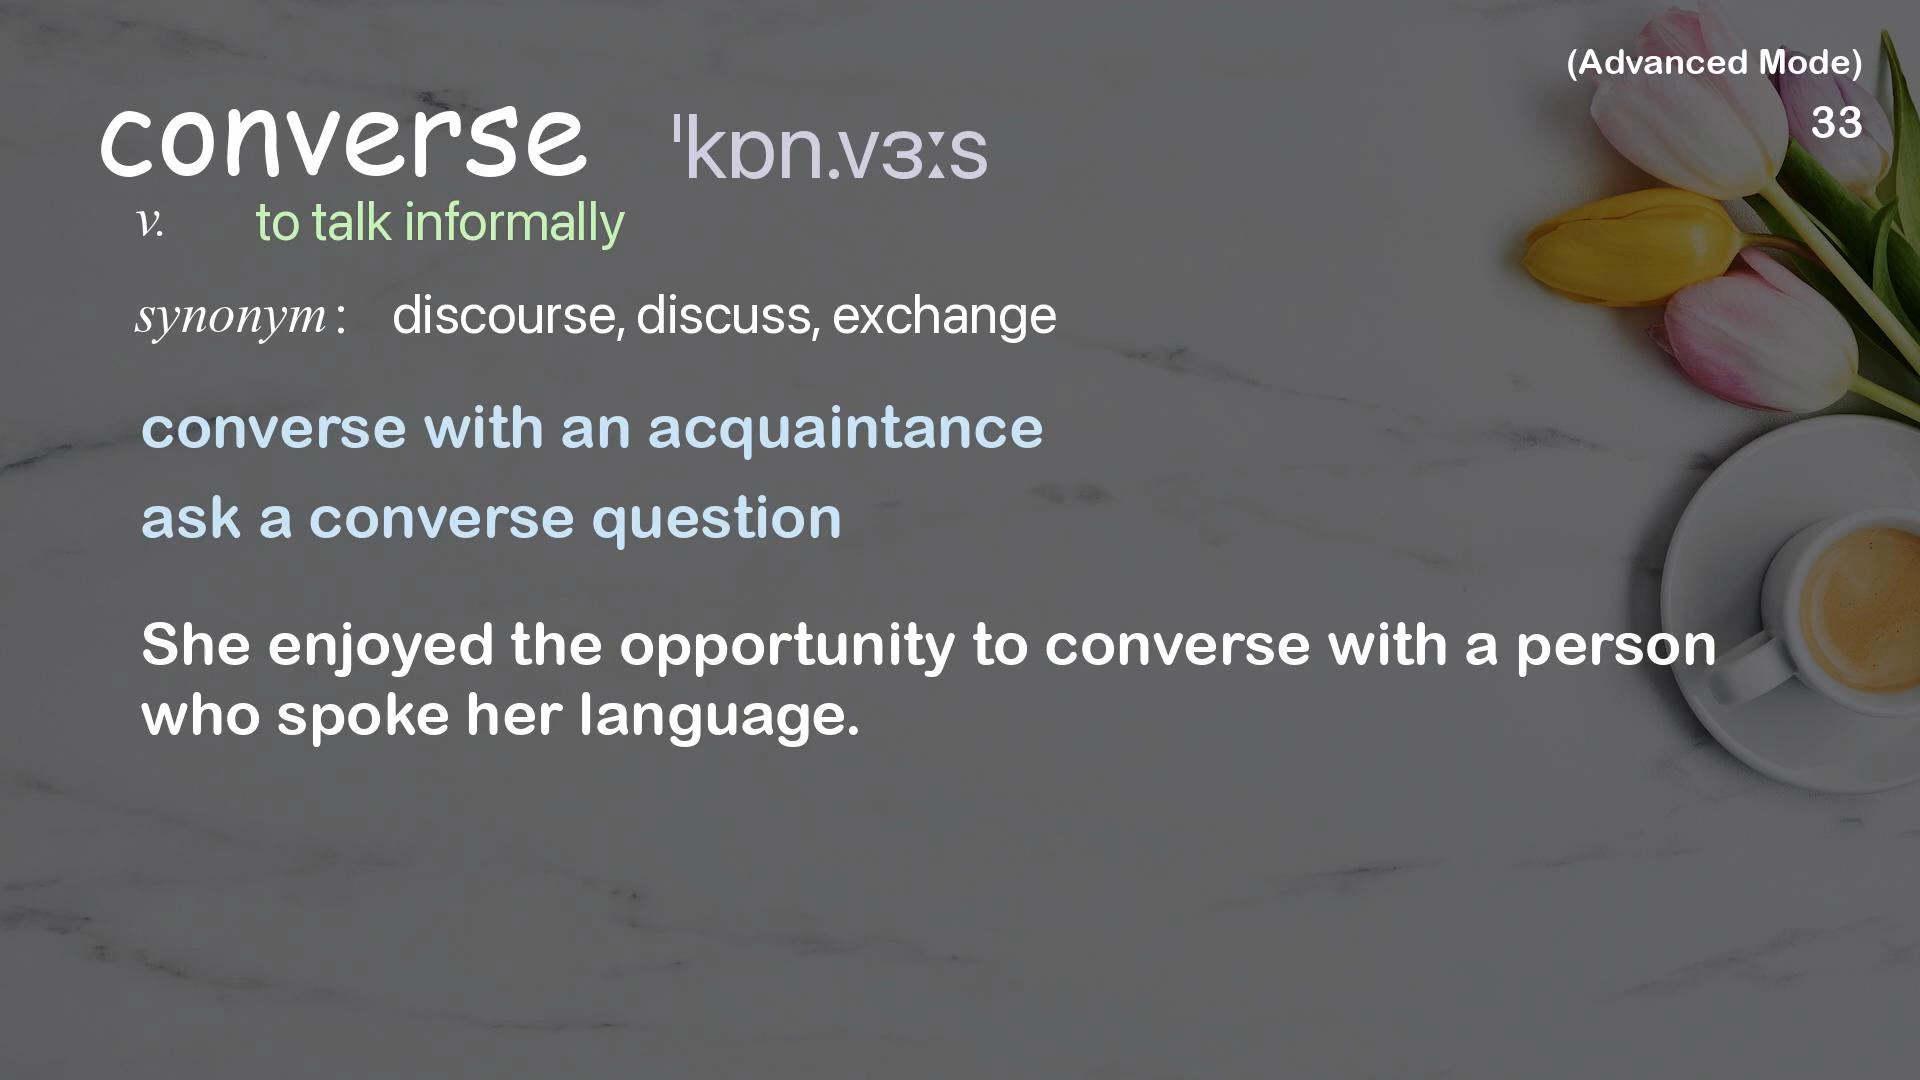 (Advanced Mode)
33
converse ˈkɒn.vɜːs
v. to talk informally
synonym : discourse, discuss, exchange
converse with an acquaintance
ask a converse question
She enjoyed the opportunity to converse with a person
who spoke her language.